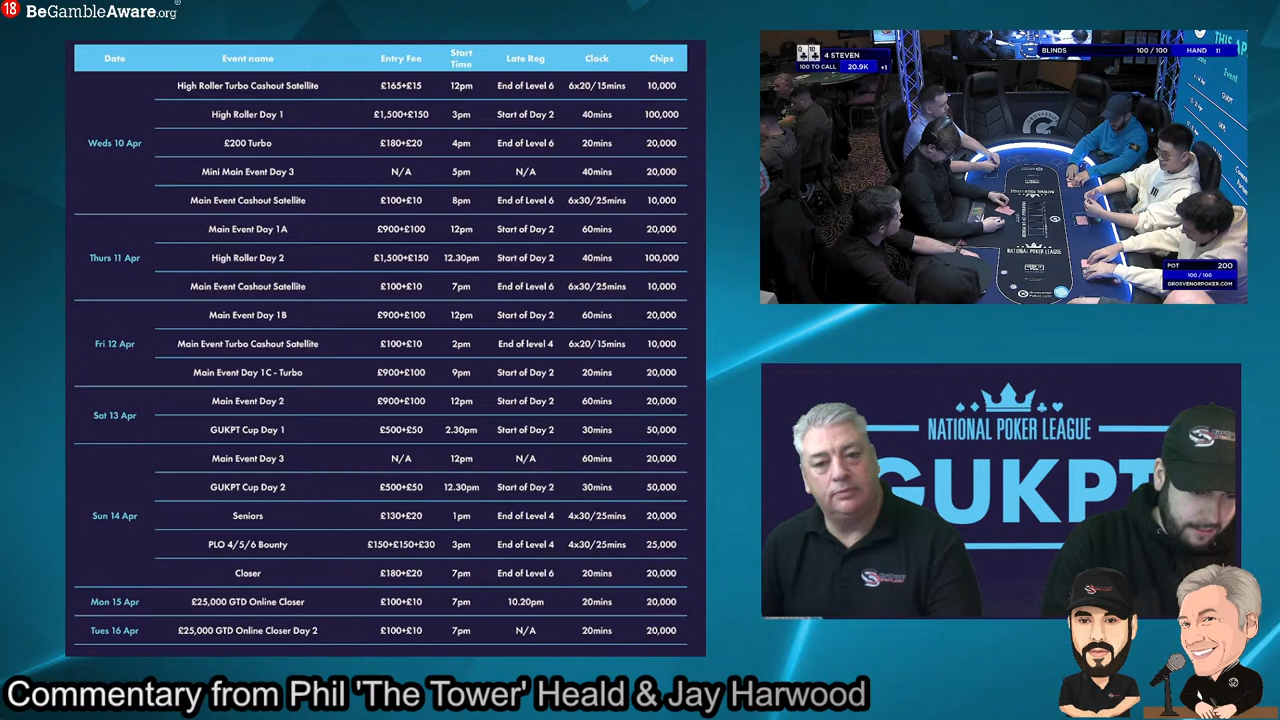 18 BeGambleAware.org®
Date Event name Entry Fee Start Time Late Reg Clock Chips
High Roller Turbo Cashout Satellite £165+£15 12pm End of Level 6 6x20/15mins 10,000
High Roller Day 1 £1,500+£150 3pm Start of Day 2 40mins 100,000
Weds 10 Apr £200 Turbo £180+£20 4pm End of Level 6 20mins 20,000
Mini Main Event Day 3 N/A 5pm N/A 40mins 20,000
Main Event Cashout Satellite £100+£10 8pm End of Level 6 6x30/25mins 10,000
Main Event Day 1A £900+£100 12pm Start of Day 2 60mins 20,000
Thurs 11 Apr High Roller Day 2 £1,500+£150 12.30pm Start of Day 2 40mins 100,000
Main Event Cashout Satellite £100+£10 7pm End of Level 6 6x30/25mins 10,000
Main Event Day 1B £900+£100 12pm Start of Day 2 60mins 20,000
Fri 12 Apr Main Event Turbo Cashout Satellite £100+£10 2pm End of level 4 6x20/15mins 10,000
Main Event Day 1C - Turbo £900+£100 9pm Start of Day 2 20mins 20,000
Main Event Day 2 £900+£100 12pm Start of Day 2 60mins 20,000
Sat 13 Apr
GUKPT Cup Day 1 £500+£50 2.30pm Start of Day 2 30mins 50,000
Main Event Day 3 N/A 12pm N/A 60mins 20,000
GUKPT Cup Day 2 £500+£50 12.30pm Start of Day 2 30mins 50,000
Sun 14 Apr Seniors £130+£20 1pm End of Level 4 4x30/25mins 20,000
PLO 4/5/6 Bounty £150+£150+£30 3pm End of Level 4 4x30/25mins 25,000
Closer £180+£20 7pm End of Level 6 20mins 20,000
Mon 15 Apr £25,000 GTD Online Closer £100+£10 7pm 10.20pm 20mins 20,000
Tues 16 Apr £25,000 GTD Online Closer Day 2 £100+£10 7pm N/A 20mins 20,000
4 STEVEN
100 TO CALL 20.9K +1
BLINDS 100/100 HAND 11
POT 200
100 / 100
GROSVENORPOKER.COM
NATIONAL POKER LEAGUE
NATIONAL POKER LEAGUE
GUKPT
Commentary from Phil 'The Tower' Heald & Jay Harwood